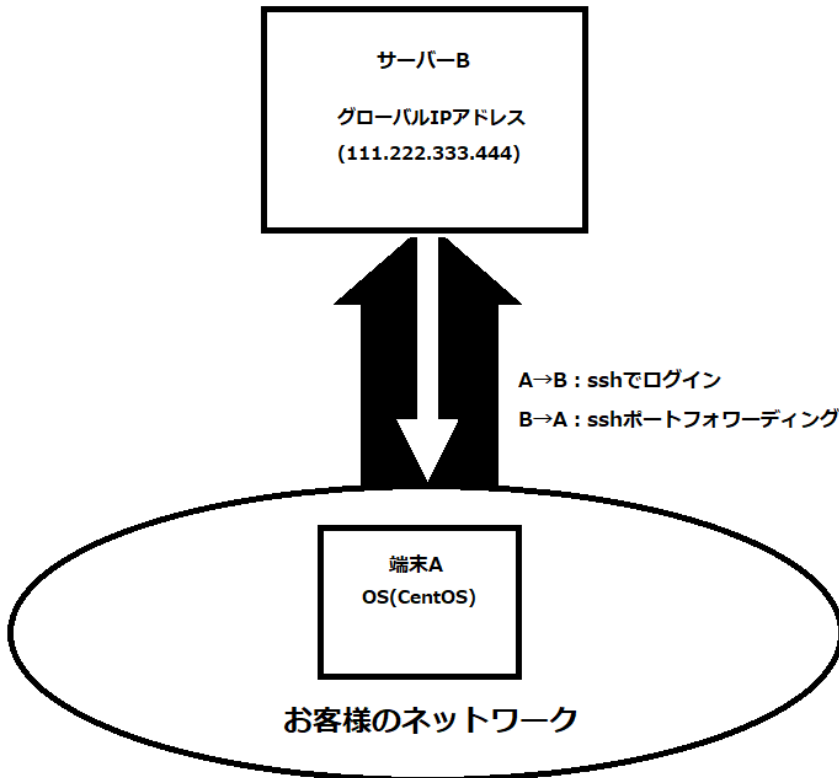 サーバーB
グローバルIPアドレス
(111.222.333.444)
A→B：sshでログイン
B→A：sshポートフォワーディング
端末A
OS(CentOS)
お客様のネットワーク